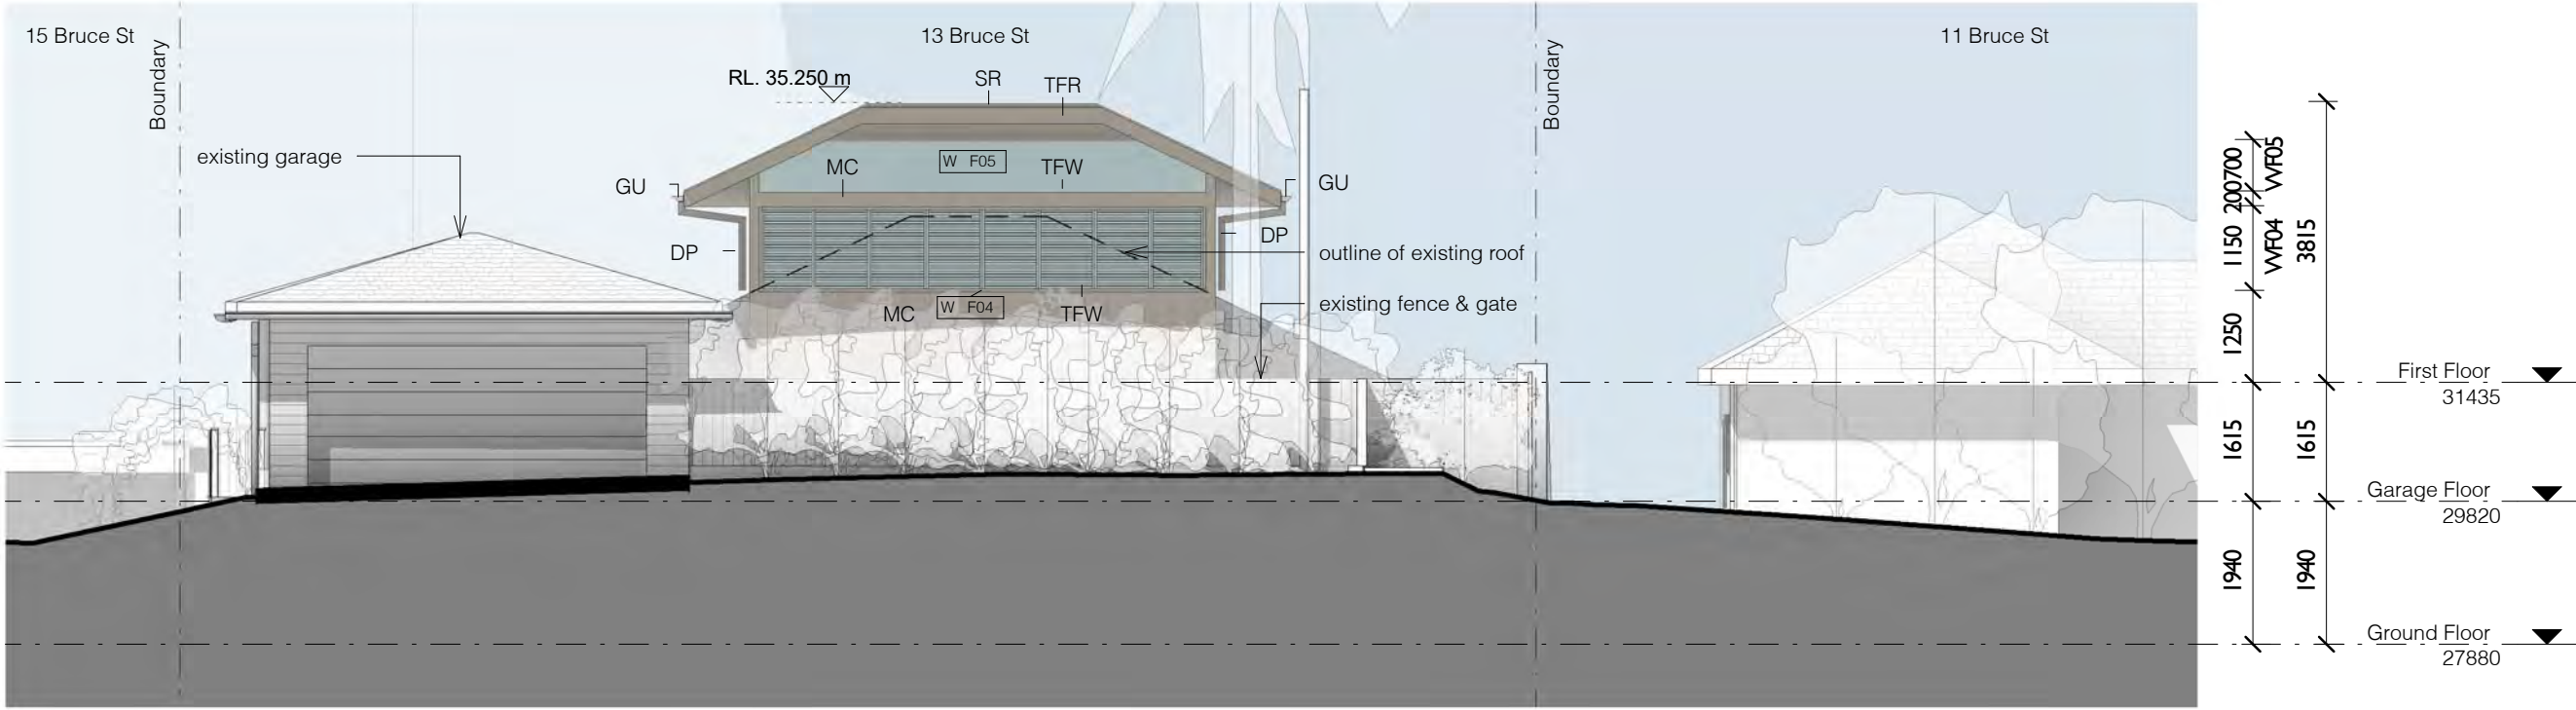 15 Bruce St
13 Bruce St
11 Bruce St
Boundary
Boundary
RL. 35.250 m
SR
TFR
existing garage
MC
W F05
TFW
GU
GU
DP
DP
outline of existing roof
existing fence & gate
MC
W F04
TFW
700
WF05
200
1150
WF04
3815
1250
First Floor
31435
1615
1615
Garage Floor
29820
1940
1940
Ground Floor
27880